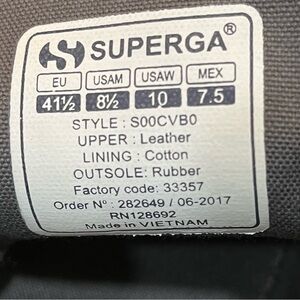 SUPERGA®
EU USAM USAW MEX
41½ 8½ 10 7.5
STYLE : S00CVB0
UPPER : Leather
LINING : Cotton
OUTSOLE: Rubber
Factory code: 33357
Order Nº : 282649 / 06-2017
RN128692
Made in VIETNAM